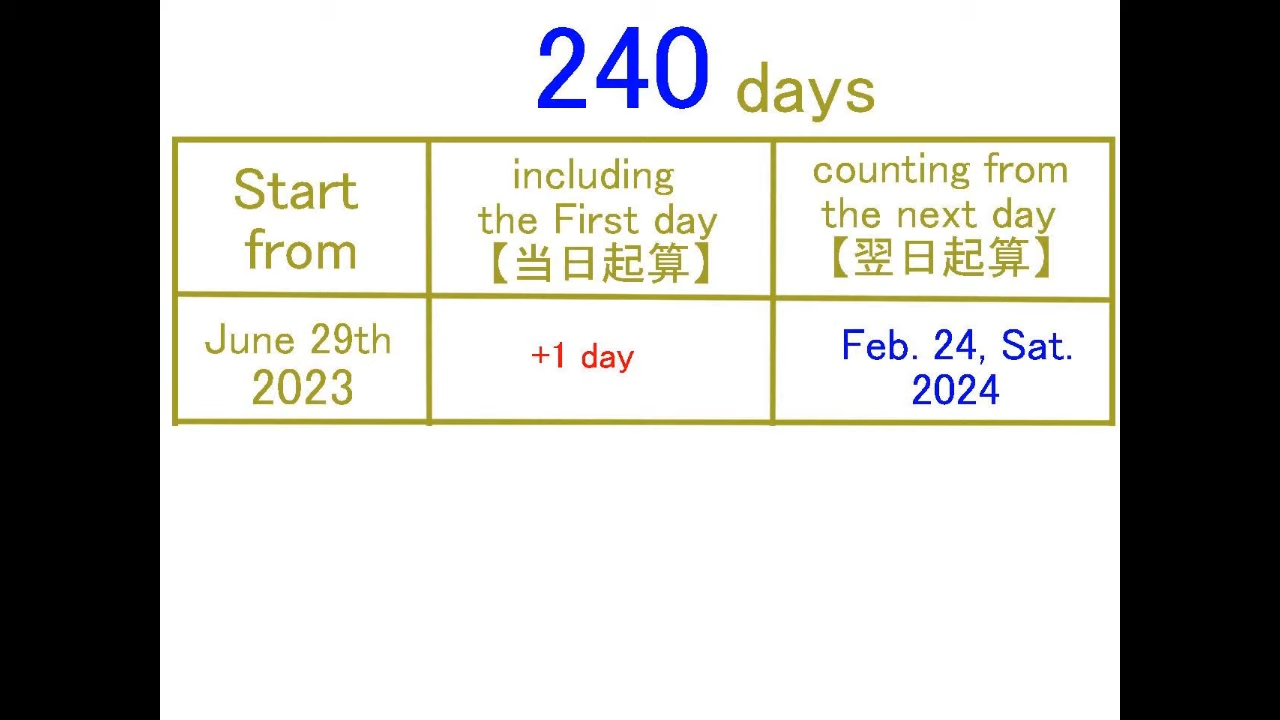 240 days
Start
from
including
the First day
【当日起算】
counting from
the next day
【翌日起算】
June 29th
2023
+1 day
Feb. 24, Sat.
2024